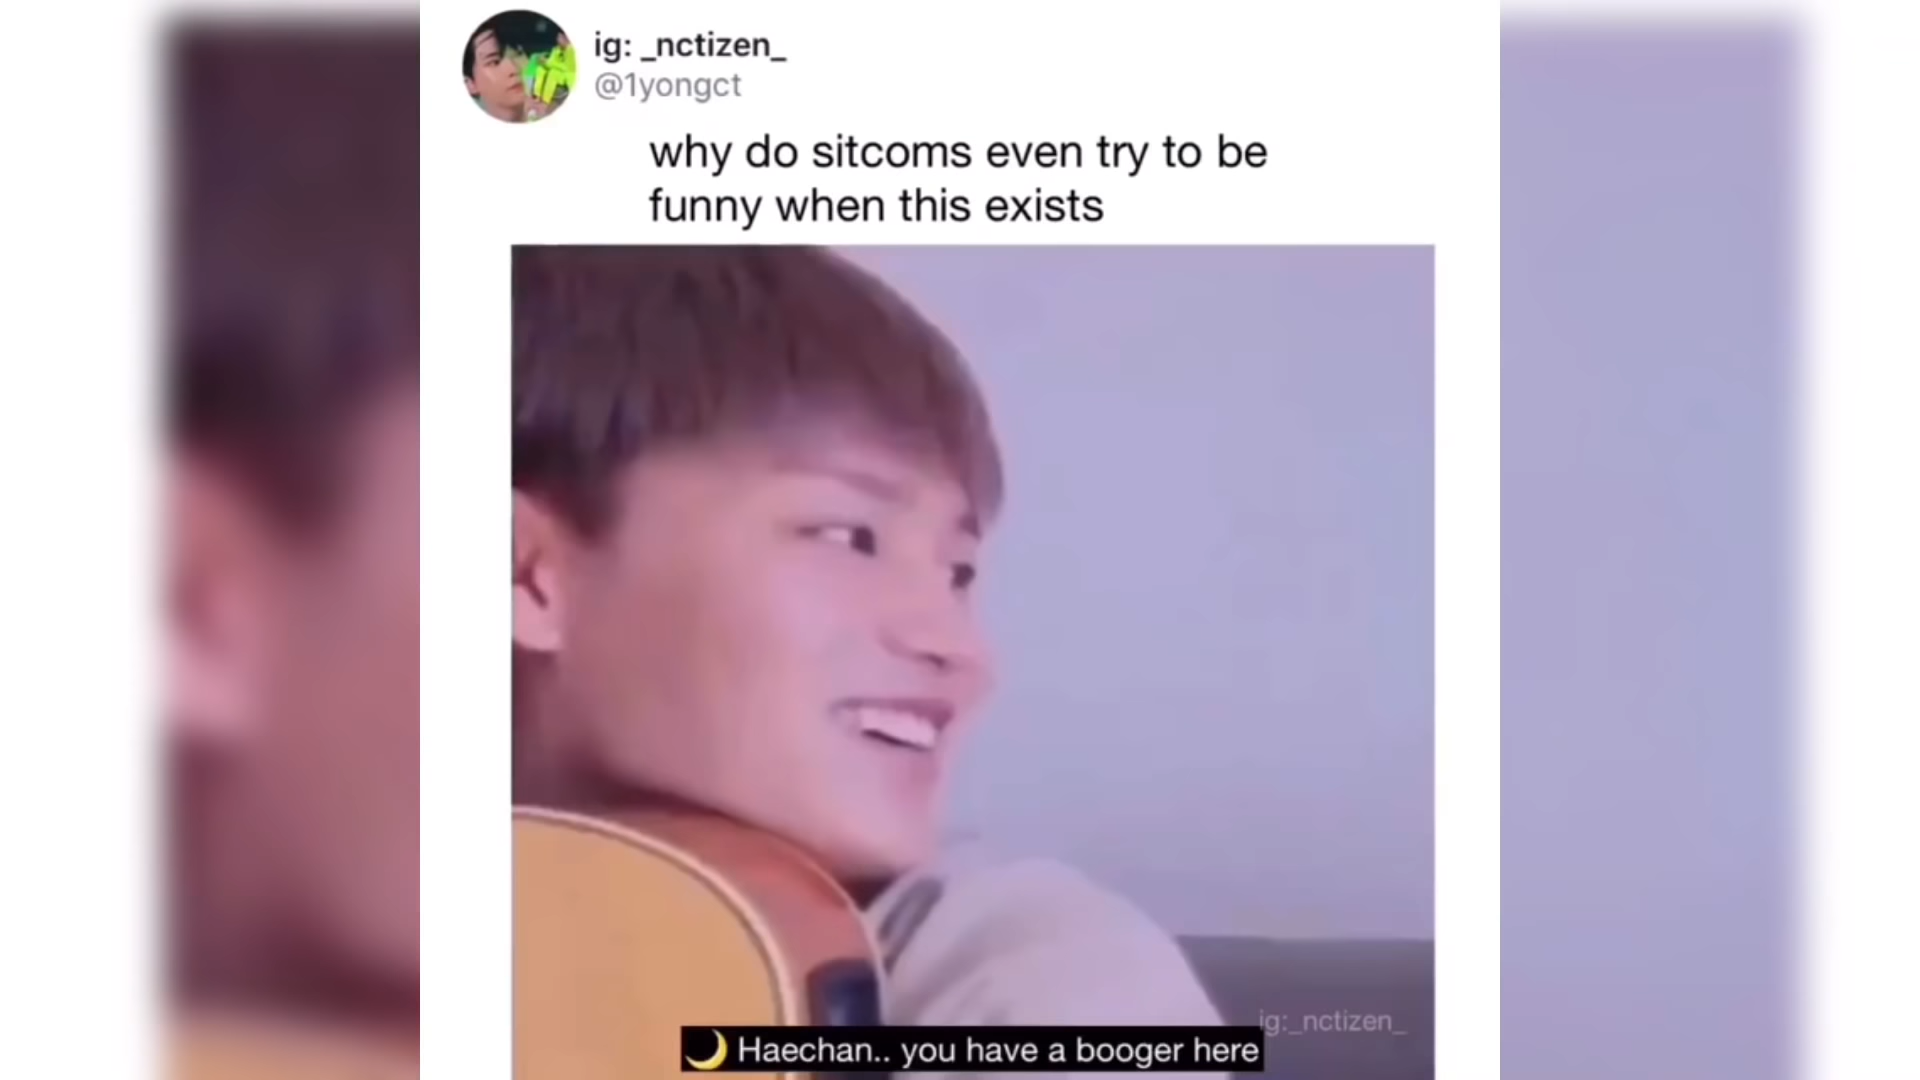 ig: _nctizen_
@1yongct
why do sitcoms even try to be
funny when this exists
ig:_nctizen_
🌙 Haechan.. you have a booger here